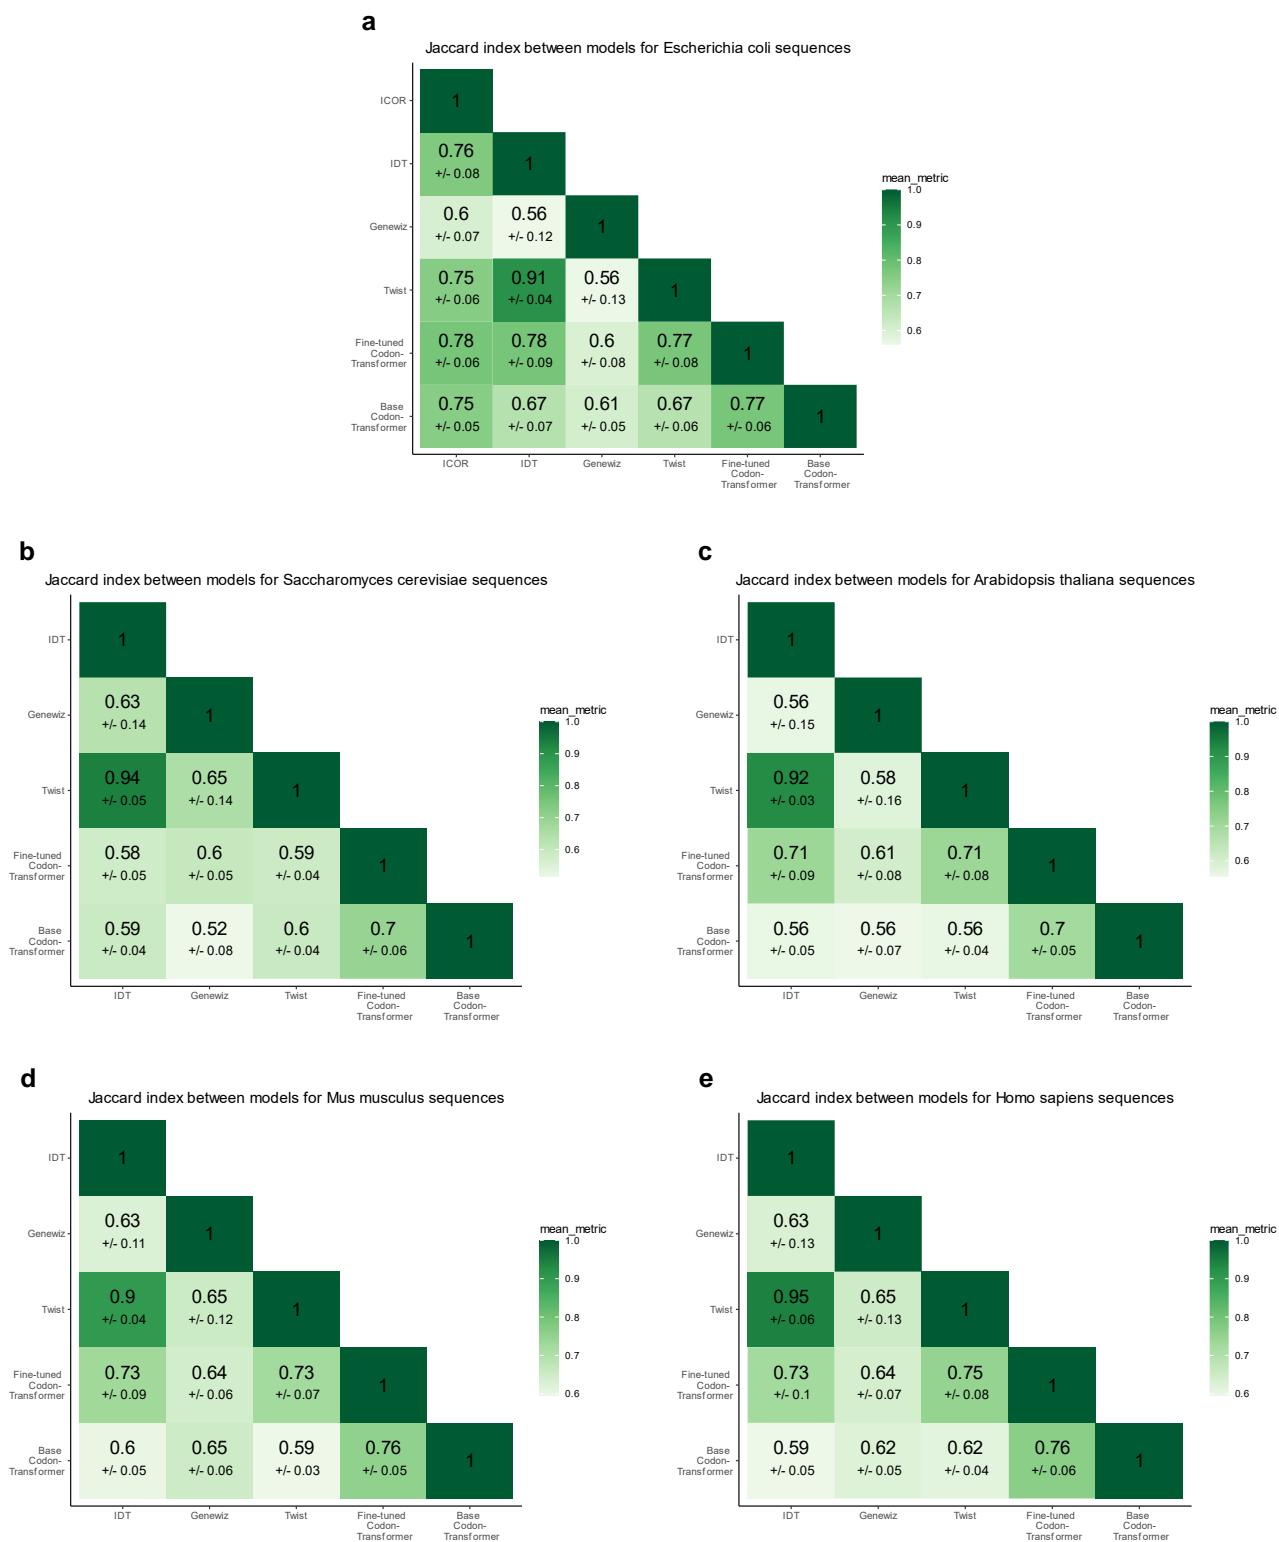 a
Jaccard index between models for Escherichia coli sequences
ICOR
1
IDT
0.76
1
+/- 0.08
Genewiz
0.6
0.56
1
+/- 0.07
+/- 0.12
Twist
0.75
0.91
0.56
1
+/- 0.06
+/- 0.04
+/- 0.13
Fine-tuned
Codon-
Transformer
0.78
0.78
0.6
0.77
1
+/- 0.06
+/- 0.09
+/- 0.08
+/- 0.08
Base
Codon-
Transformer
0.75
0.67
0.61
0.67
0.77
1
+/- 0.05
+/- 0.07
+/- 0.05
+/- 0.06
+/- 0.06
ICOR
IDT
Genewiz
Twist
Fine-tuned
Codon-
Transformer
Base
Codon-
Transformer
mean_metric
1.0
0.9
0.8
0.7
0.6
b
Jaccard index between models for Saccharomyces cerevisiae sequences
IDT
1
Genewiz
0.63
1
+/- 0.14
Twist
0.94
0.65
1
+/- 0.05
+/- 0.14
Fine-tuned
Codon-
Transformer
0.58
0.6
0.59
1
+/- 0.05
+/- 0.05
+/- 0.04
Base
Codon-
Transformer
0.59
0.52
0.6
0.7
1
+/- 0.04
+/- 0.08
+/- 0.04
+/- 0.06
IDT
Genewiz
Twist
Fine-tuned
Codon-
Transformer
Base
Codon-
Transformer
mean_metric
1.0
0.9
0.8
0.7
0.6
c
Jaccard index between models for Arabidopsis thaliana sequences
IDT
1
Genewiz
0.56
1
+/- 0.15
Twist
0.92
0.58
1
+/- 0.03
+/- 0.16
Fine-tuned
Codon-
Transformer
0.71
0.61
0.71
1
+/- 0.09
+/- 0.08
+/- 0.08
Base
Codon-
Transformer
0.56
0.56
0.56
0.7
1
+/- 0.05
+/- 0.07
+/- 0.04
+/- 0.05
IDT
Genewiz
Twist
Fine-tuned
Codon-
Transformer
Base
Codon-
Transformer
mean_metric
1.0
0.9
0.8
0.7
0.6
d
Jaccard index between models for Mus musculus sequences
IDT
1
Genewiz
0.63
1
+/- 0.11
Twist
0.9
0.65
1
+/- 0.04
+/- 0.12
Fine-tuned
Codon-
Transformer
0.73
0.64
0.73
1
+/- 0.09
+/- 0.06
+/- 0.07
Base
Codon-
Transformer
0.6
0.65
0.59
0.76
1
+/- 0.05
+/- 0.06
+/- 0.03
+/- 0.05
IDT
Genewiz
Twist
Fine-tuned
Codon-
Transformer
Base
Codon-
Transformer
mean_metric
1.0
0.9
0.8
0.7
0.6
e
Jaccard index between models for Homo sapiens sequences
IDT
1
Genewiz
0.63
1
+/- 0.13
Twist
0.95
0.65
1
+/- 0.06
+/- 0.13
Fine-tuned
Codon-
Transformer
0.73
0.64
0.75
1
+/- 0.1
+/- 0.07
+/- 0.08
Base
Codon-
Transformer
0.59
0.62
0.62
0.76
1
+/- 0.05
+/- 0.05
+/- 0.04
+/- 0.06
IDT
Genewiz
Twist
Fine-tuned
Codon-
Transformer
Base
Codon-
Transformer
mean_metric
1.0
0.9
0.8
0.7
0.6